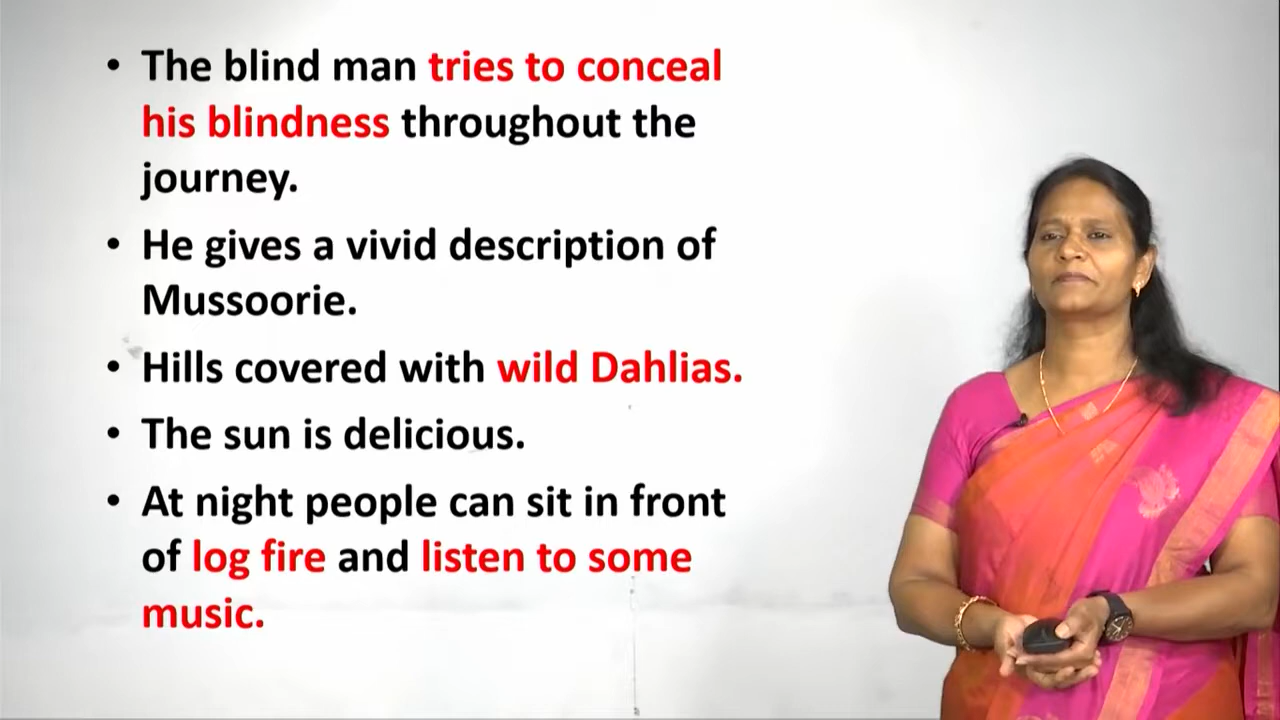 • The blind man tries to conceal
his blindness throughout the
journey.
• He gives a vivid description of
Mussoorie.
• Hills covered with wild Dahlias.
• The sun is delicious.
• At night people can sit in front
of log fire and listen to some
music.